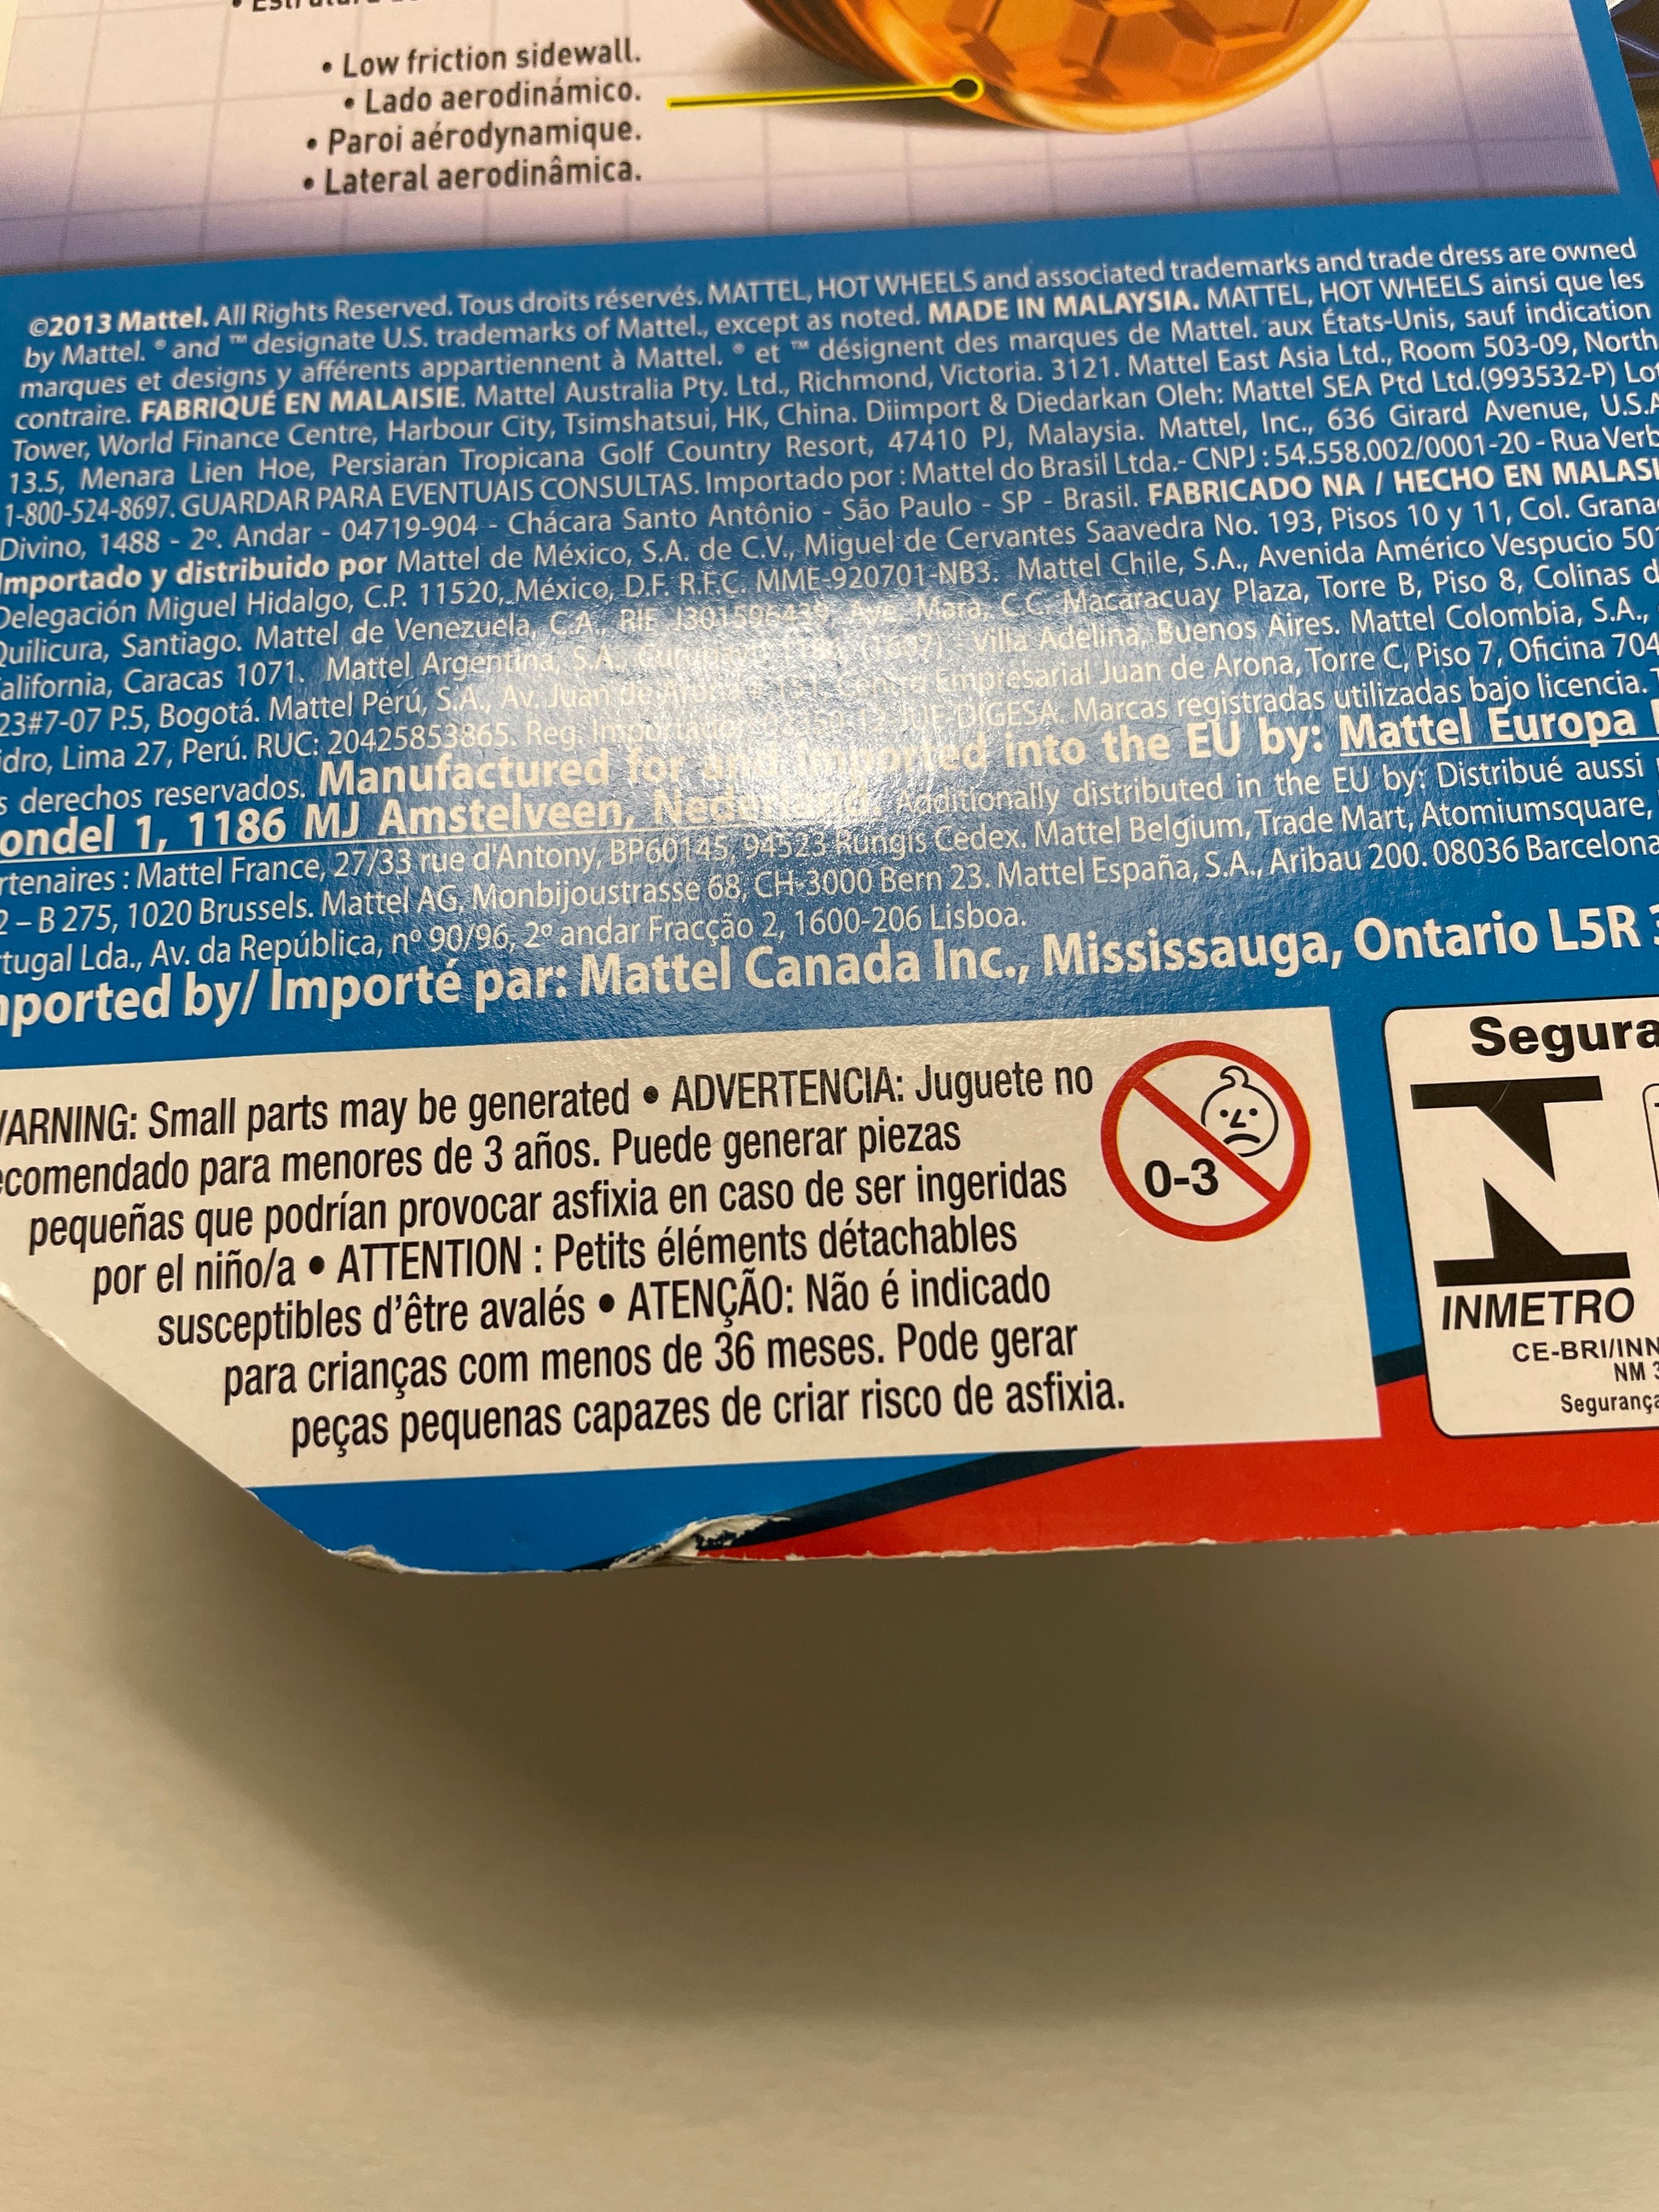 • Low friction sidewall.
• Lado aerodinámico.
• Paroi aérodynamique.
• Lateral aerodinâmica.
©2013 Mattel. All Rights Reserved. Tous droits réservés. MATTEL, HOT WHEELS and associated trademarks and trade dress are owned
by Mattel. ® and ™ designate U.S. trademarks of Mattel., except as noted. MADE IN MALAYSIA. MATTEL, HOT WHEELS ainsi que les
marques et designs y afférents appartiennent à Mattel. ® et ™ désignent des marques de Mattel. aux États-Unis, sauf indication
contraire. FABRIQUÉ EN MALAISIE. Mattel Australia Pty. Ltd., Richmond, Victoria. 3121. Mattel East Asia Ltd., Room 503-09, North
Tower, World Finance Centre, Harbour City, Tsimshatsui, HK, China. Diimport & Diedarkan Oleh: Mattel SEA Ptd Ltd.(993532-P) Lot
13.5, Menara Lien Hoe, Persiaran Tropicana Golf Country Resort, 47410 PJ, Malaysia. Mattel, Inc., 636 Girard Avenue, U.S.A
1-800-524-8697. GUARDAR PARA EVENTUAIS CONSULTAS. Importado por : Mattel do Brasil Ltda.- CNPJ : 54.558.002/0001-20 - Rua Verb
Divino, 1488 - 2º. Andar - 04719-904 - Chácara Santo Antônio - São Paulo - SP - Brasil. FABRICADO NA / HECHO EN MALASI
Importado y distribuido por Mattel de México, S.A. de C.V., Miguel de Cervantes Saavedra No. 193, Pisos 10 y 11, Col. Grana
Delegación Miguel Hidalgo, C.P. 11520, México, D.F. R.F.C. MME-920701-NB3. Mattel Chile, S.A., Avenida Américo Vespucio 501
Quilicura, Santiago. Mattel de Venezuela, C.A., RIF J301596439, Ave. Mara, C.C. Macaracuay Plaza, Torre B, Piso 8, Colinas d
alifornia, Caracas 1071. Mattel Argentina, S.A., (1607) Villa Adelina, Buenos Aires. Mattel Colombia, S.A.,
23#7-07 P.5, Bogotá. Mattel Perú, S.A., Av. Juan de Arona # 151, Centro Empresarial Juan de Arona, Torre C, Piso 7, Oficina 704
idro, Lima 27, Perú. RUC: 20425853865. Reg. Importador DIGESA. Marcas registradas utilizadas bajo licencia. T
s derechos reservados. Manufactured for and imported into the EU by: Mattel Europa
ondel 1, 1186 MJ Amstelveen, Nederland. Additionally distributed in the EU by: Distribué aussi
rtenaires : Mattel France, 27/33 rue d'Antony, BP60145, 94523 Rungis Cedex. Mattel Belgium, Trade Mart, Atomiumsquare,
2 – B 275, 1020 Brussels. Mattel AG, Monbijoustrasse 68, CH-3000 Bern 23. Mattel España, S.A., Aribau 200. 08036 Barcelona
tugal Lda., Av. da República, nº 90/96, 2º andar Fracção 2, 1600-206 Lisboa.
ported by/ Importé par: Mattel Canada Inc., Mississauga, Ontario L5R 3
ARNING: Small parts may be generated • ADVERTENCIA: Juguete no
ecomendado para menores de 3 años. Puede generar piezas
pequeñas que podrían provocar asfixia en caso de ser ingeridas
por el niño/a • ATTENTION : Petits éléments détachables
susceptibles d'être avalés • ATENÇÃO: Não é indicado
para crianças com menos de 36 meses. Pode gerar
peças pequenas capazes de criar risco de asfixia.
0-3
Segura
INMETRO
CE-BRI/INN
NM 3
Segurança